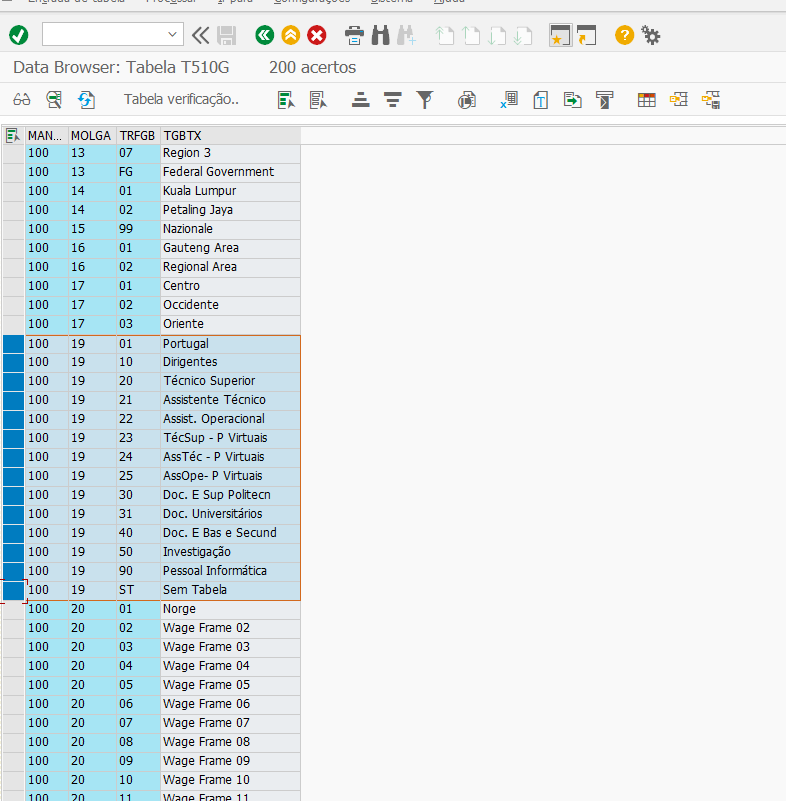 Entrada de tabela Processar Ir para Configurações Sistema Ajuda
Data Browser: Tabela T510G 200 acertos
Tabela verificação..
MAN... MOLGA TRFGB TGBTX
100 13 07 Region 3
100 13 FG Federal Government
100 14 01 Kuala Lumpur
100 14 02 Petaling Jaya
100 15 99 Nazionale
100 16 01 Gauteng Area
100 16 02 Regional Area
100 17 01 Centro
100 17 02 Occidente
100 17 03 Oriente
100 19 01 Portugal
100 19 10 Dirigentes
100 19 20 Técnico Superior
100 19 21 Assistente Técnico
100 19 22 Assist. Operacional
100 19 23 TécSup - P Virtuais
100 19 24 AssTéc - P Virtuais
100 19 25 AssOpe- P Virtuais
100 19 30 Doc. E Sup Politecn
100 19 31 Doc. Universitários
100 19 40 Doc. E Bas e Secund
100 19 50 Investigação
100 19 90 Pessoal Informática
100 19 ST Sem Tabela
100 20 01 Norge
100 20 02 Wage Frame 02
100 20 03 Wage Frame 03
100 20 04 Wage Frame 04
100 20 05 Wage Frame 05
100 20 06 Wage Frame 06
100 20 07 Wage Frame 07
100 20 08 Wage Frame 08
100 20 09 Wage Frame 09
100 20 10 Wage Frame 10
100 20 11 Wage Frame 11